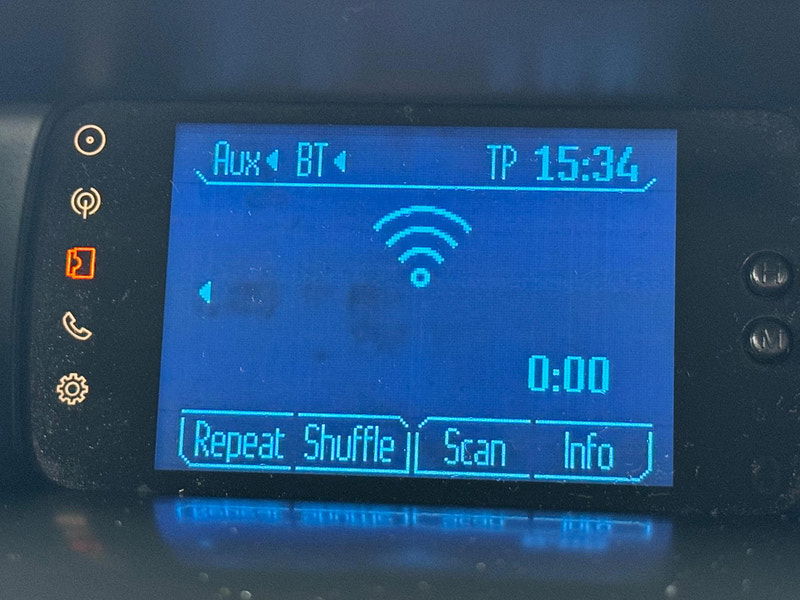 Aux BT TP 15:34
0:00
Repeat Shuffle Scan Info
H
M